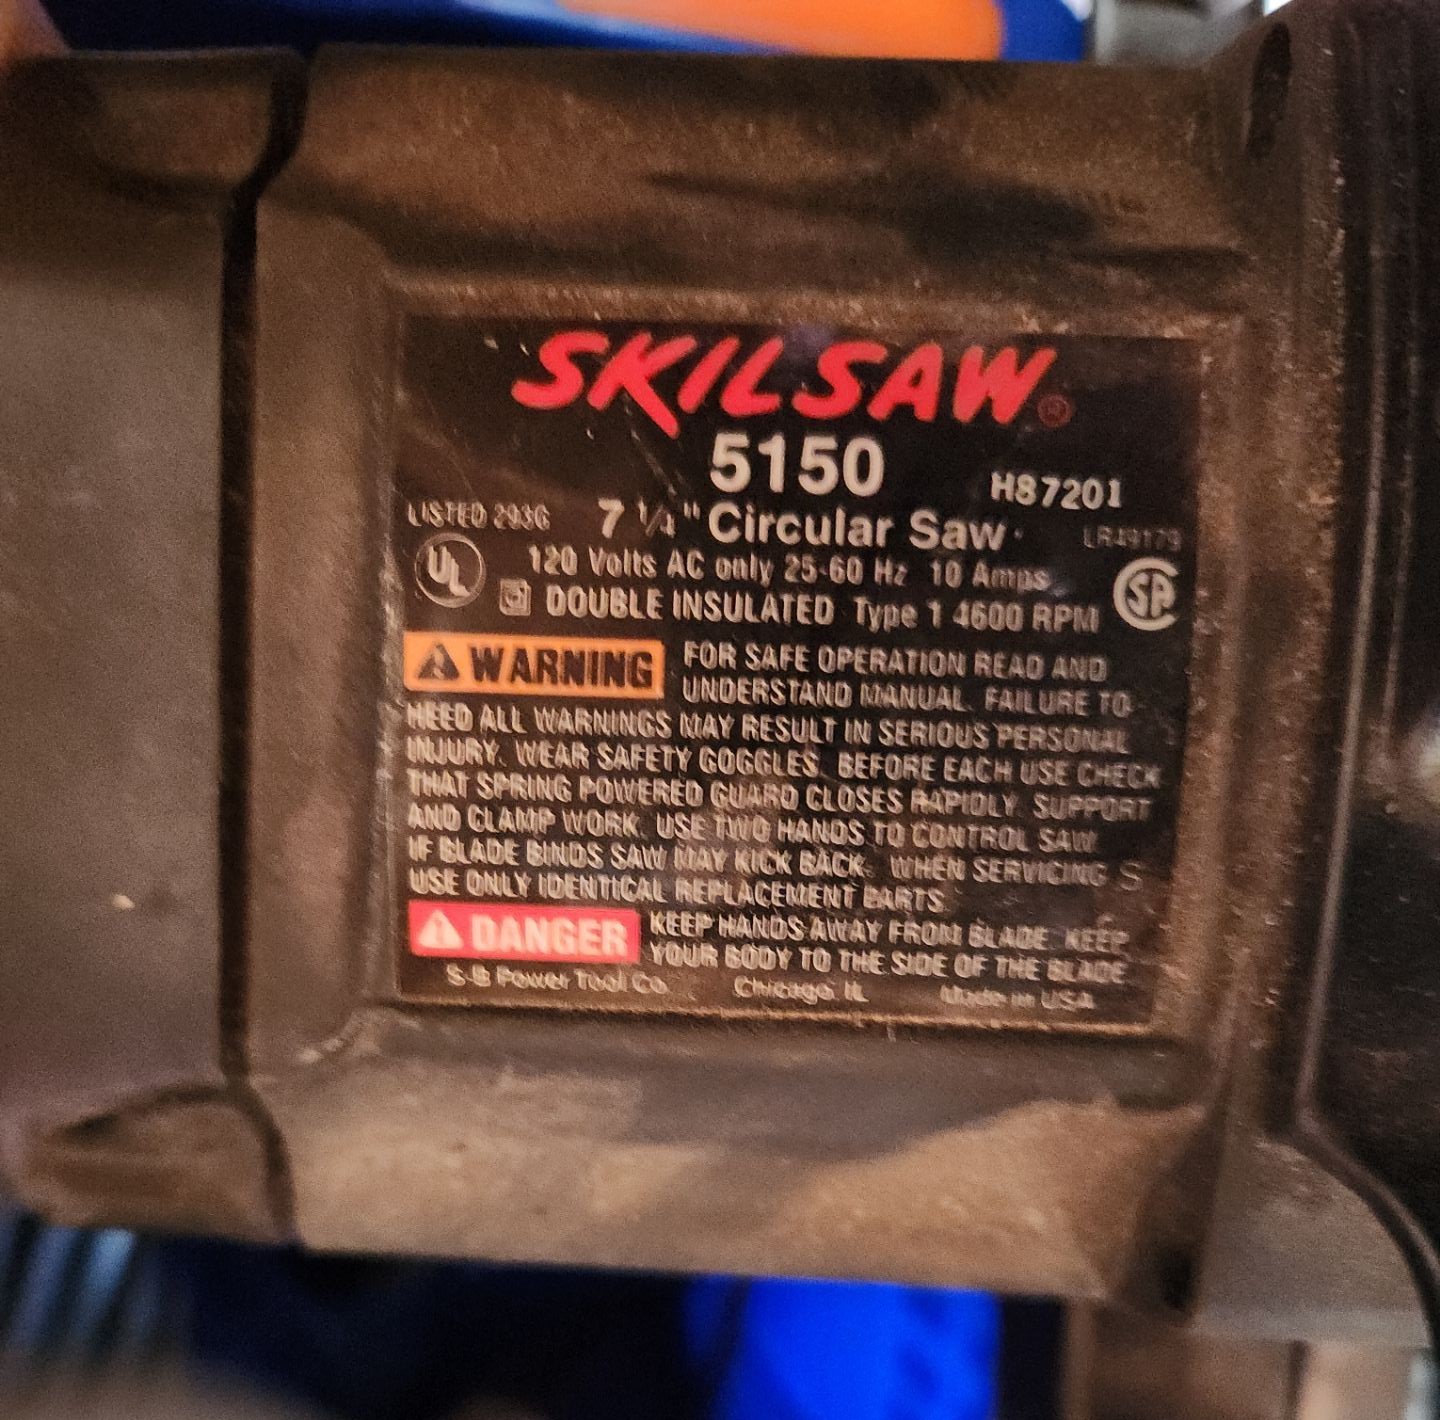 SKILSAW®
5150 H87201
LISTED 293G 7 1/4" Circular Saw LR49179
UL 120 Volts AC only 25-60 Hz 10 Amps SA
DOUBLE INSULATED Type 1 4600 RPM
WARNING FOR SAFE OPERATION READ AND
UNDERSTAND MANUAL. FAILURE TO
HEED ALL WARNINGS MAY RESULT IN SERIOUS PERSONAL
INJURY. WEAR SAFETY GOGGLES. BEFORE EACH USE CHECK
THAT SPRING POWERED GUARD CLOSES RAPIDLY. SUPPORT
AND CLAMP WORK. USE TWO HANDS TO CONTROL SAW.
IF BLADE BINDS SAW MAY KICK BACK. WHEN SERVICING S
USE ONLY IDENTICAL REPLACEMENT PARTS.
DANGER KEEP HANDS AWAY FROM BLADE. KEEP
YOUR BODY TO THE SIDE OF THE BLADE
S-B Power Tool Co. Chicago, IL Made in USA